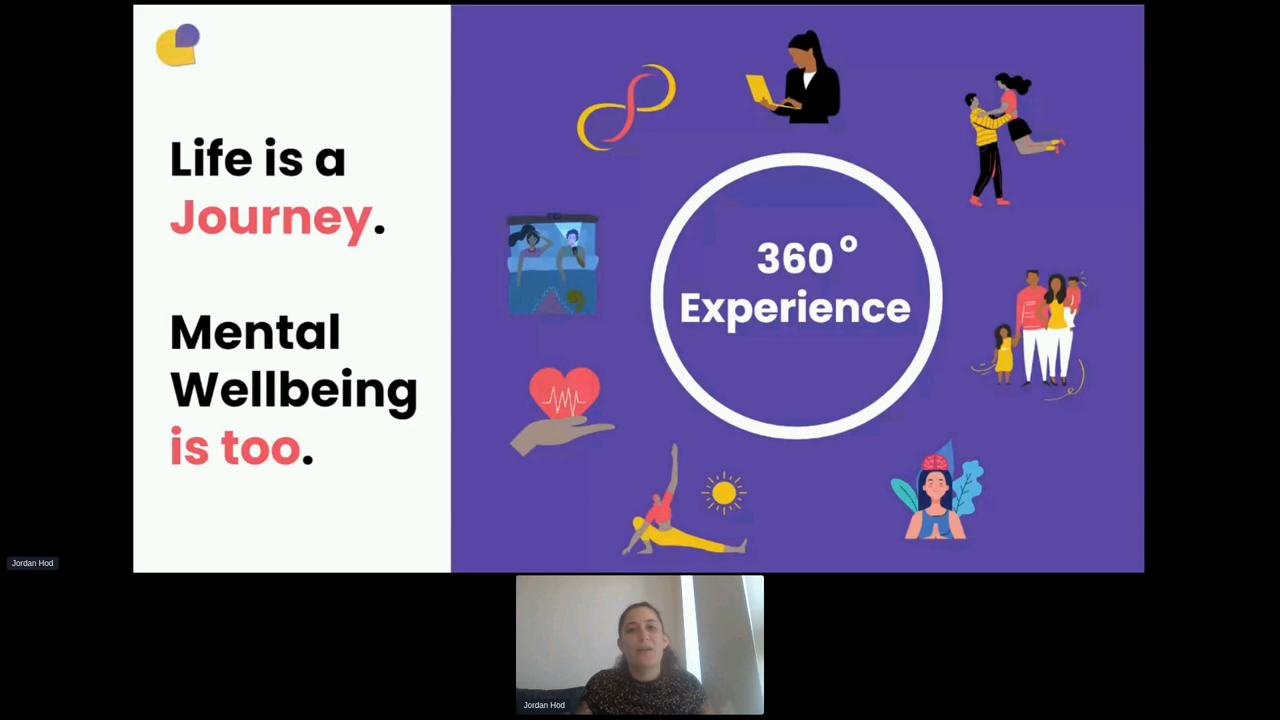 Life is a
Journey.
Mental
Wellbeing
is too.
360°
Experience
Jordan Hod
Jordan Hod